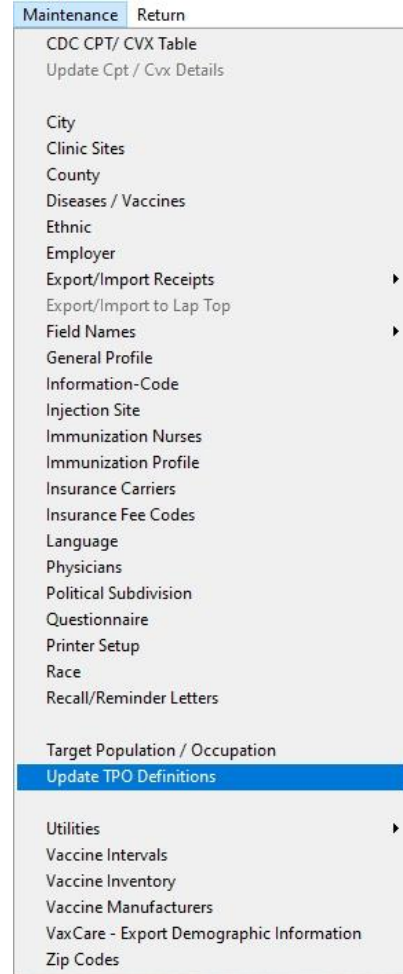 Maintenance Return
CDC CPT/ CVX Table
Update Cpt / Cvx Details
City
Clinic Sites
County
Diseases / Vaccines
Ethnic
Employer
Export/Import Receipts
Export/Import to Lap Top
Field Names
General Profile
Information-Code
Injection Site
Immunization Nurses
Immunization Profile
Insurance Carriers
Insurance Fee Codes
Language
Physicians
Political Subdivision
Questionnaire
Printer Setup
Race
Recall/Reminder Letters
Target Population / Occupation
Update TPO Definitions
Utilities
Vaccine Intervals
Vaccine Inventory
Vaccine Manufacturers
VaxCare - Export Demographic Information
Zip Codes